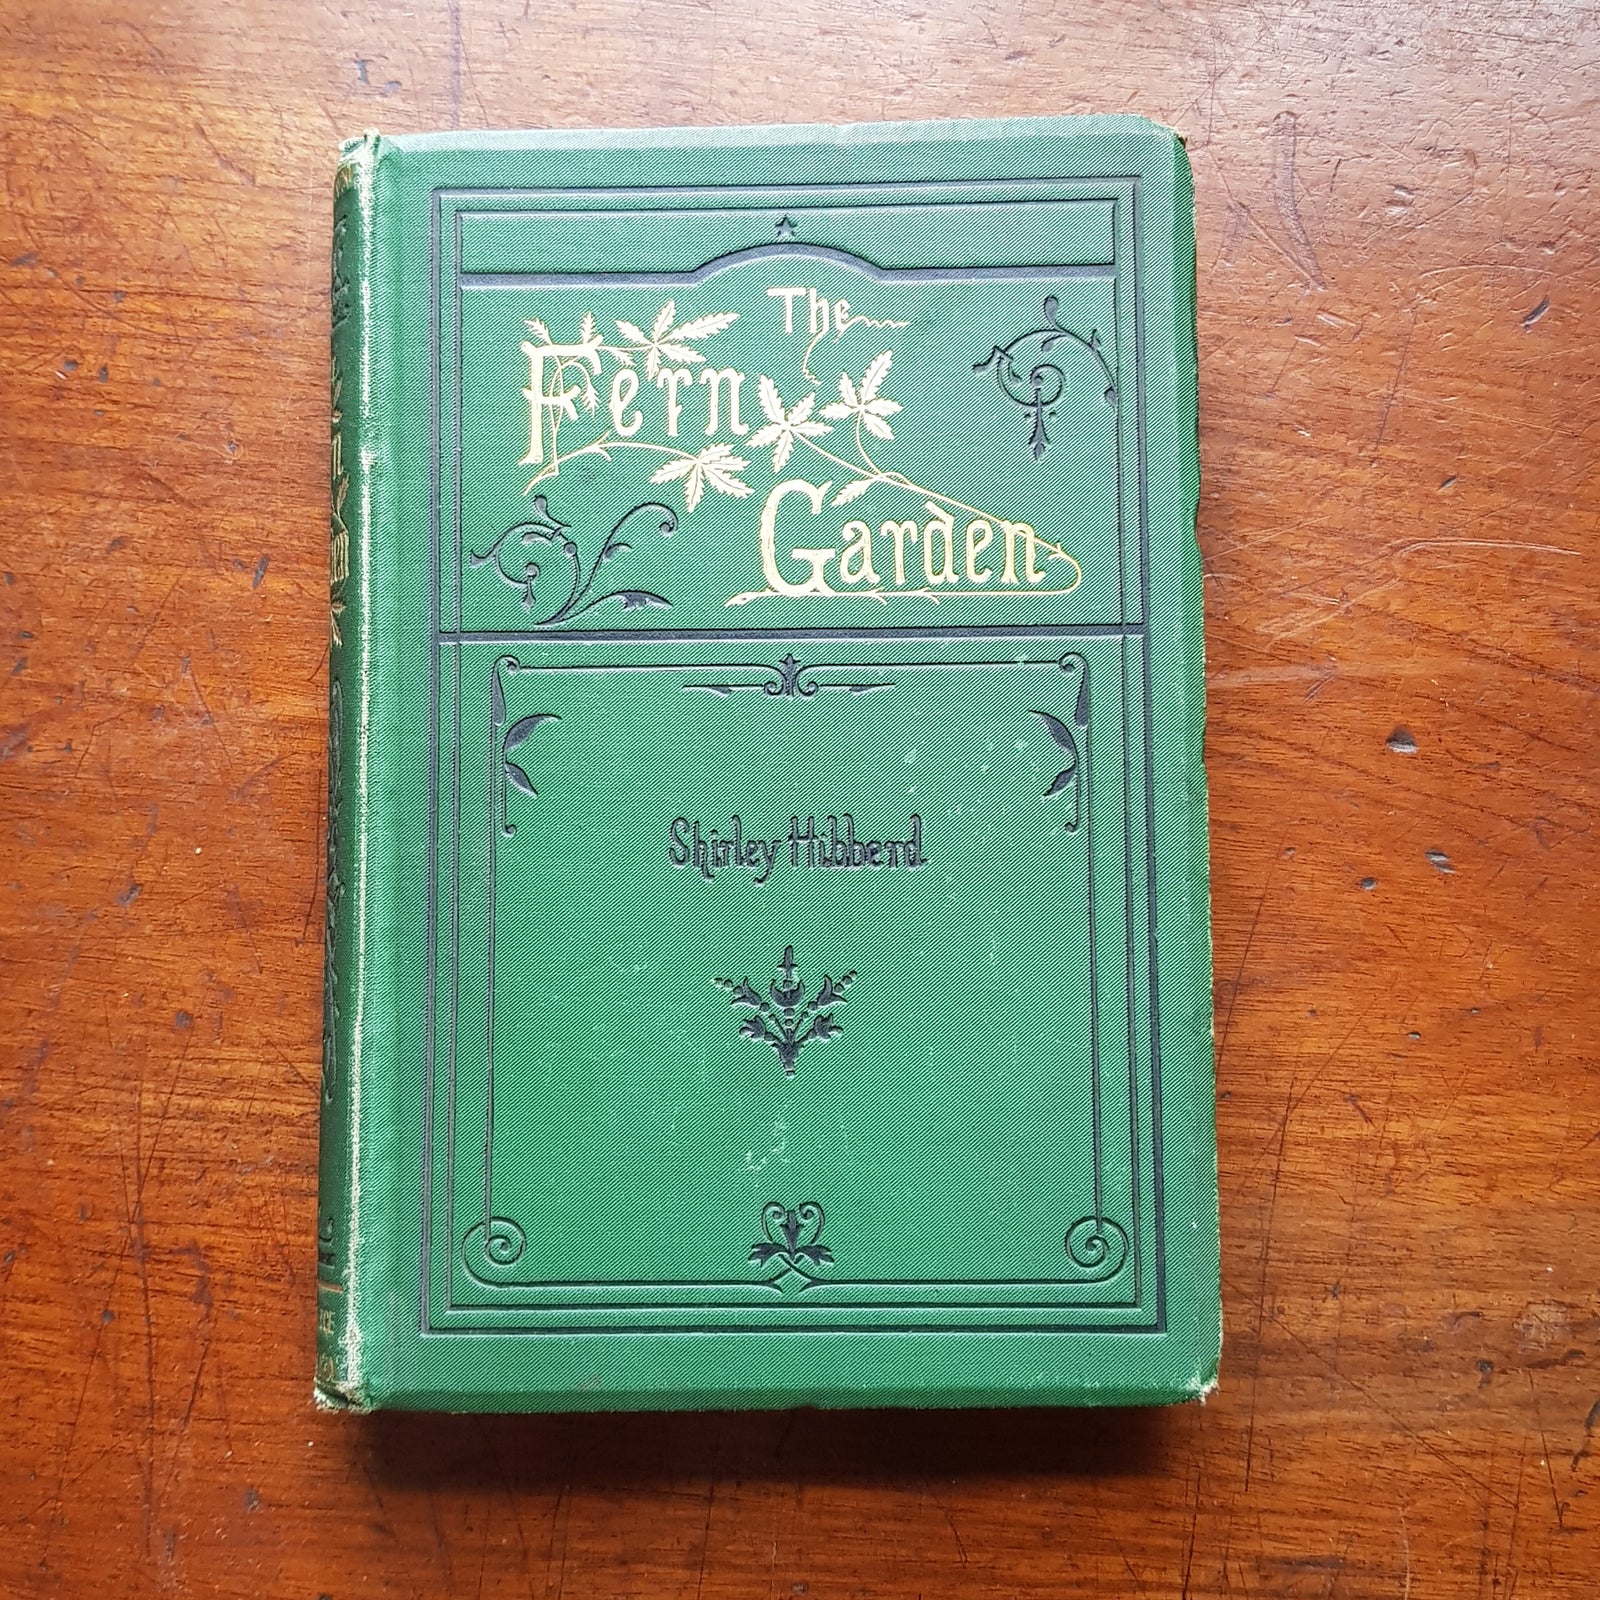 The
Fern
Garden
Shirley Hibberd